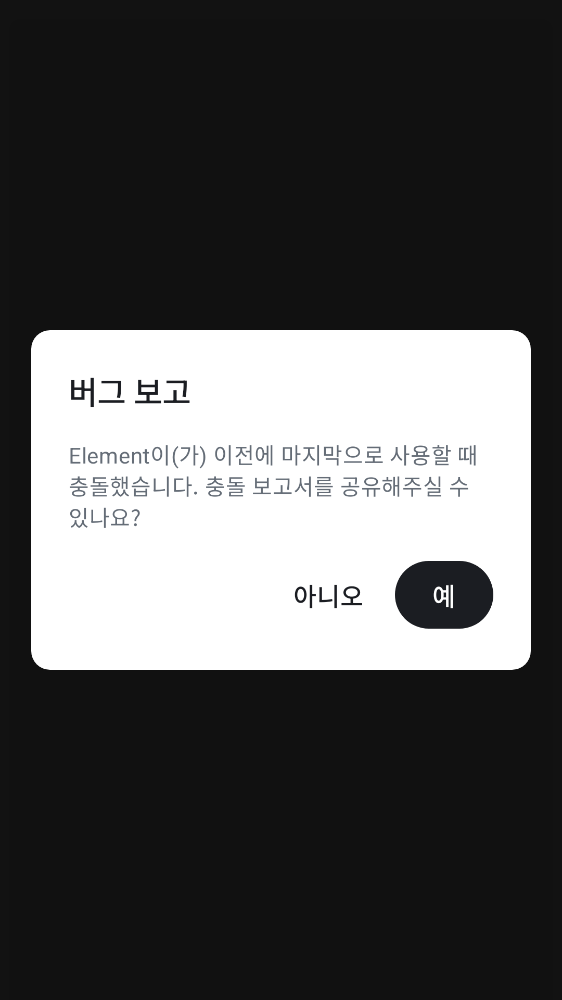 버그 보고
Element이(가) 이전에 마지막으로 사용할 때
충돌했습니다. 충돌 보고서를 공유해주실 수
있나요?
아니오
예